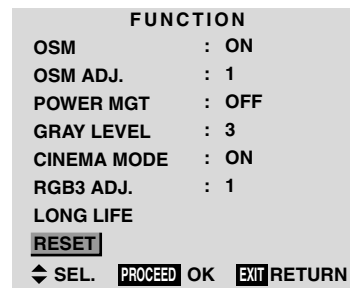 FUNCTION
OSM : ON
OSM ADJ. : 1
POWER MGT : OFF
GRAY LEVEL : 3
CINEMA MODE : ON
RGB3 ADJ. : 1
LONG LIFE
RESET
SEL. PROCEED OK EXIT RETURN